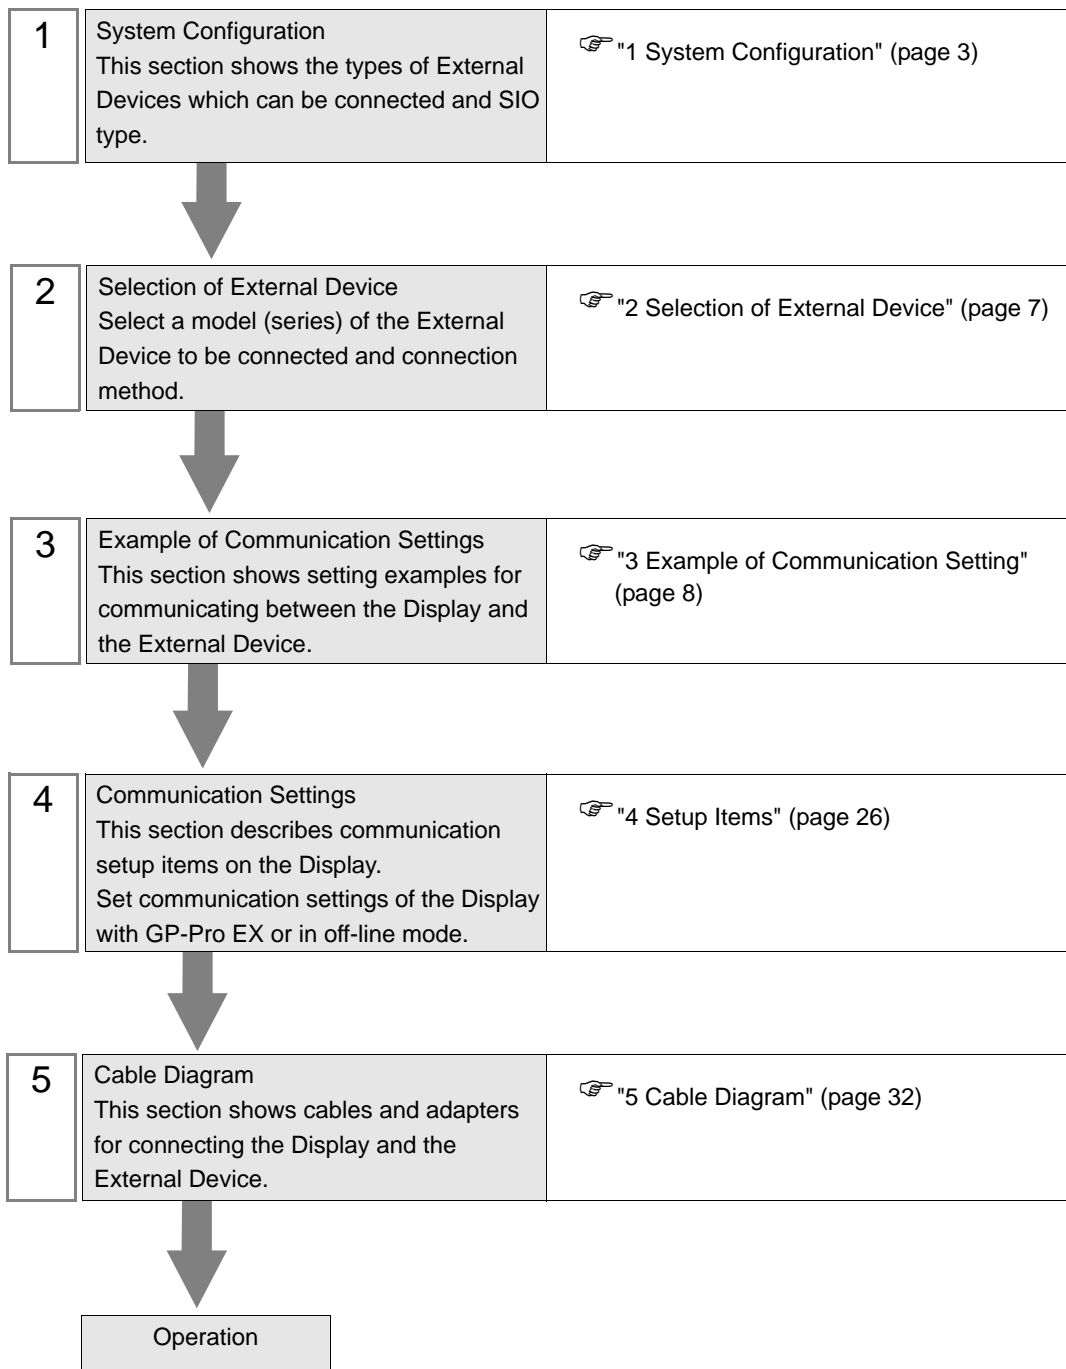 1
System Configuration
This section shows the types of External
Devices which can be connected and SIO
type.
"1 System Configuration" (page 3)
2
Selection of External Device
Select a model (series) of the External
Device to be connected and connection
method.
"2 Selection of External Device" (page 7)
3
Example of Communication Settings
This section shows setting examples for
communicating between the Display and
the External Device.
"3 Example of Communication Setting"
(page 8)
4
Communication Settings
This section describes communication
setup items on the Display.
Set communication settings of the Display
with GP-Pro EX or in off-line mode.
"4 Setup Items" (page 26)
5
Cable Diagram
This section shows cables and adapters
for connecting the Display and the
External Device.
"5 Cable Diagram" (page 32)
Operation